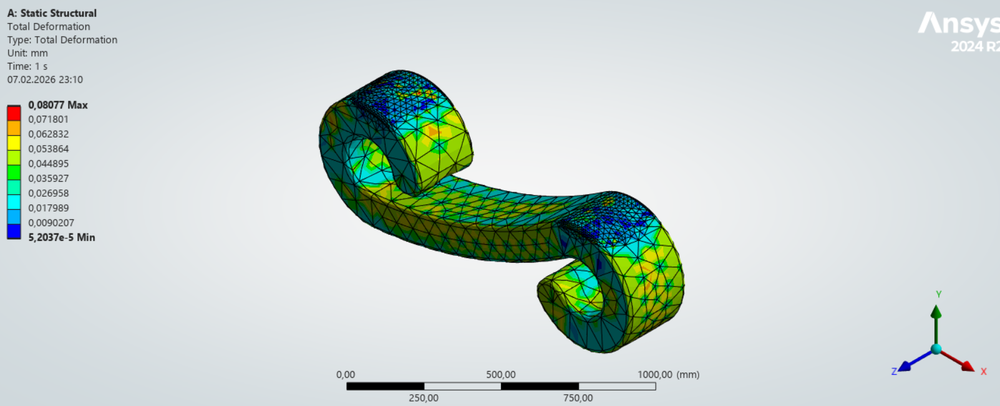 A: Static Structural
Total Deformation
Type: Total Deformation
Unit: mm
Time: 1 s
07.02.2026 23:10
0,08077 Max
0,071801
0,062832
0,053864
0,044895
0,035927
0,026958
0,017989
0,0090207
5,2037e-5 Min
Ansys
2024 R2
0,00 500,00 1000,00 (mm)
250,00 750,00
Y
Z X